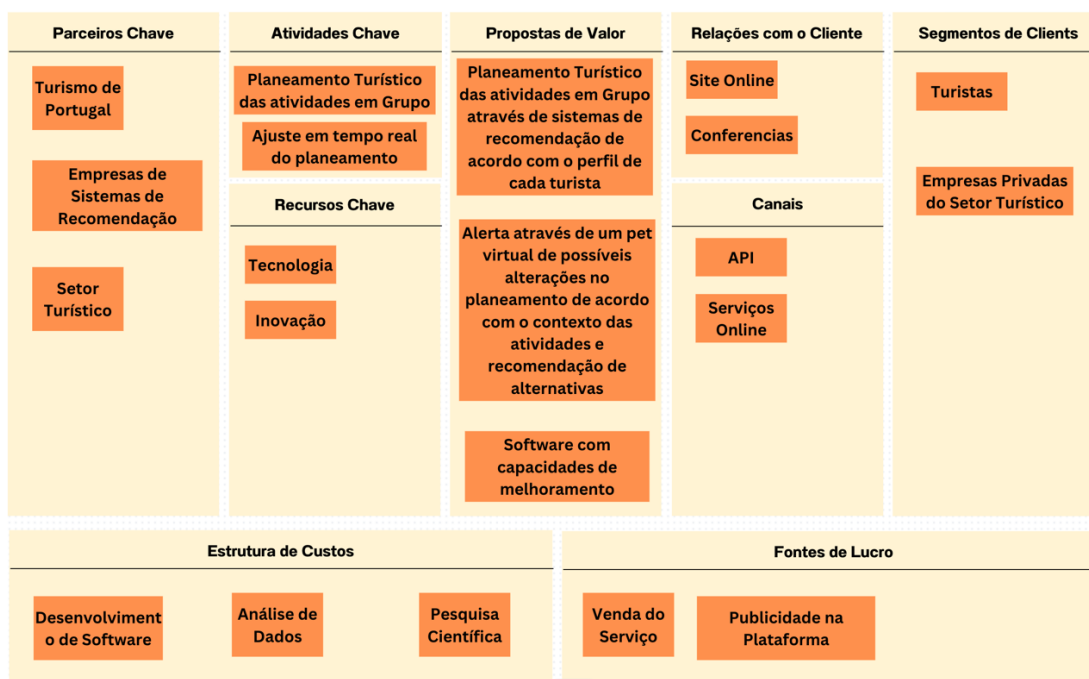 Parceiros Chave
Turismo de
Portugal
Empresas de
Sistemas de
Recomendação
Setor
Turístico
Atividades Chave
Planeamento Turístico
das atividades em Grupo
Ajuste em tempo real
do planeamento
Recursos Chave
Tecnologia
Inovação
Propostas de Valor
Planeamento Turístico
das atividades em Grupo
através de sistemas de
recomendação de
acordo com o perfil de
cada turista
Alerta através de um pet
virtual de possíveis
alterações no
planeamento de acordo
com o contexto das
atividades e
recomendação de
alternativas
Software com
capacidades de
melhoramento
Relações com o Cliente
Site Online
Conferencias
Canais
API
Serviços
Online
Segmentos de Clients
Turistas
Empresas Privadas
do Setor Turístico
Estrutura de Custos
Desenvolviment
o de Software
Análise de
Dados
Pesquisa
Científica
Fontes de Lucro
Venda do
Serviço
Publicidade na
Plataforma